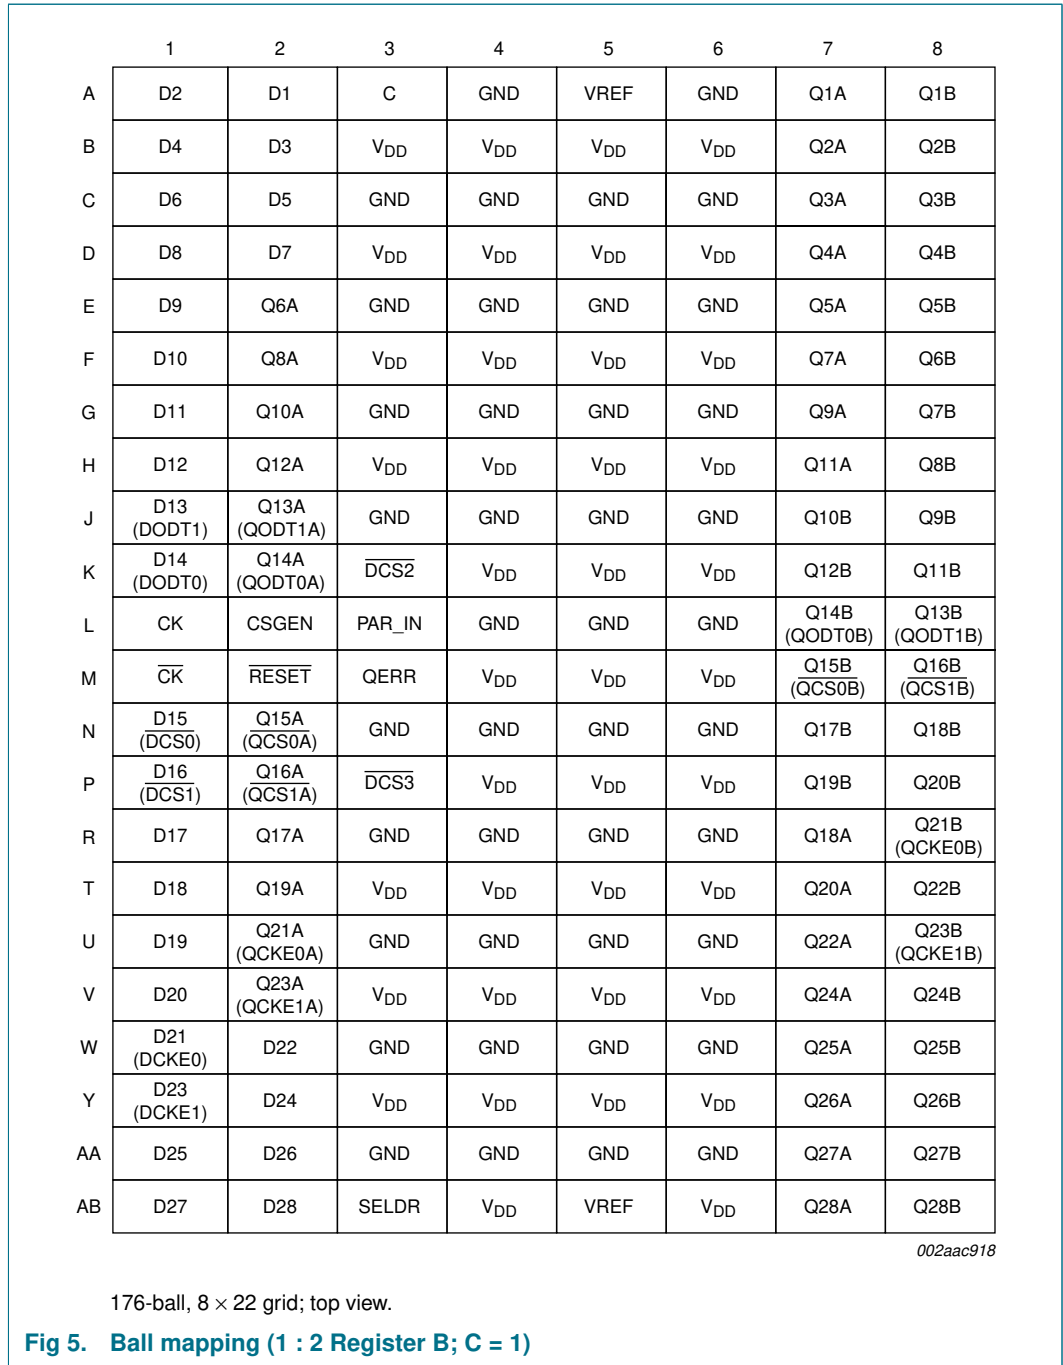 1 2 3 4 5 6 7 8
A D2 D1 C GND VREF GND Q1A Q1B
B D4 D3 VDD VDD VDD VDD Q2A Q2B
C D6 D5 GND GND GND GND Q3A Q3B
D D8 D7 VDD VDD VDD VDD Q4A Q4B
E D9 Q6A GND GND GND GND Q5A Q5B
F D10 Q8A VDD VDD VDD VDD Q7A Q6B
G D11 Q10A GND GND GND GND Q9A Q7B
H D12 Q12A VDD VDD VDD VDD Q11A Q8B
J D13 (DODT1) Q13A (QODT1A) GND GND GND GND Q10B Q9B
K D14 (DODT0) Q14A (QODT0A) D̅C̅S̅2̅ VDD VDD VDD Q12B Q11B
L CK CSGEN PAR_IN GND GND GND Q14B (QODT0B) Q13B (QODT1B)
M C̅K̅ R̅E̅S̅E̅T̅ QERR VDD VDD VDD Q15B (Q̅C̅S̅0̅B̅) Q16B (Q̅C̅S̅1̅B̅)
N D15 (D̅C̅S̅0̅) Q15A (Q̅C̅S̅0̅A̅) GND GND GND GND Q17B Q18B
P D16 (D̅C̅S̅1̅) Q16A (Q̅C̅S̅1̅A̅) D̅C̅S̅3̅ VDD VDD VDD Q19B Q20B
R D17 Q17A GND GND GND GND Q18A Q21B (QCKE0B)
T D18 Q19A VDD VDD VDD VDD Q20A Q22B
U D19 Q21A (QCKE0A) GND GND GND GND Q22A Q23B (QCKE1B)
V D20 Q23A (QCKE1A) VDD VDD VDD VDD Q24A Q24B
W D21 (DCKE0) D22 GND GND GND GND Q25A Q25B
Y D23 (DCKE1) D24 VDD VDD VDD VDD Q26A Q26B
AA D25 D26 GND GND GND GND Q27A Q27B
AB D27 D28 SELDR VDD VREF VDD Q28A Q28B
002aac918
176-ball, 8 × 22 grid; top view.
Fig 5. Ball mapping (1 : 2 Register B; C = 1)